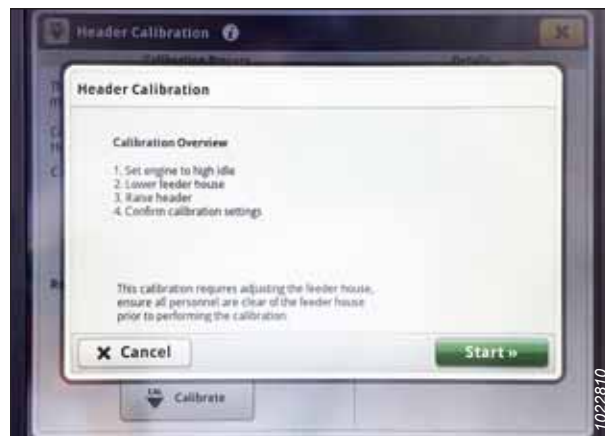 Header Calibration
Header Calibration
Calibration Overview
1. Set engine to high idle
2. Lower feeder house
3. Raise header
4. Confirm calibration settings
This calibration requires adjusting the feeder house,
ensure all personnel are clear of the feeder house
prior to performing the calibration
Cancel
Start »
CAL
Calibrate
1022810